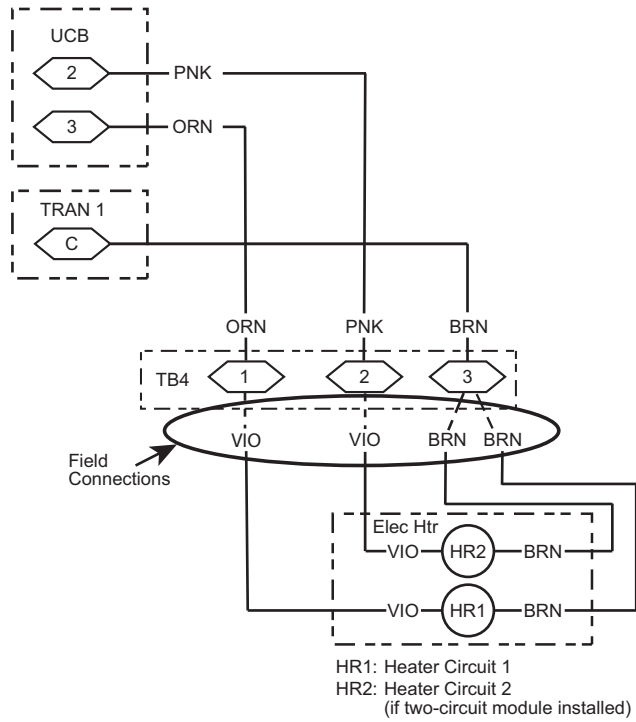 UCB
2 PNK
3 ORN
TRAN 1
C
ORN PNK BRN
TB4 1 2 3
VIO VIO BRN BRN
Field
Connections
Elec Htr
VIO HR2 BRN
VIO HR1 BRN
HR1: Heater Circuit 1
HR2: Heater Circuit 2
(if two-circuit module installed)